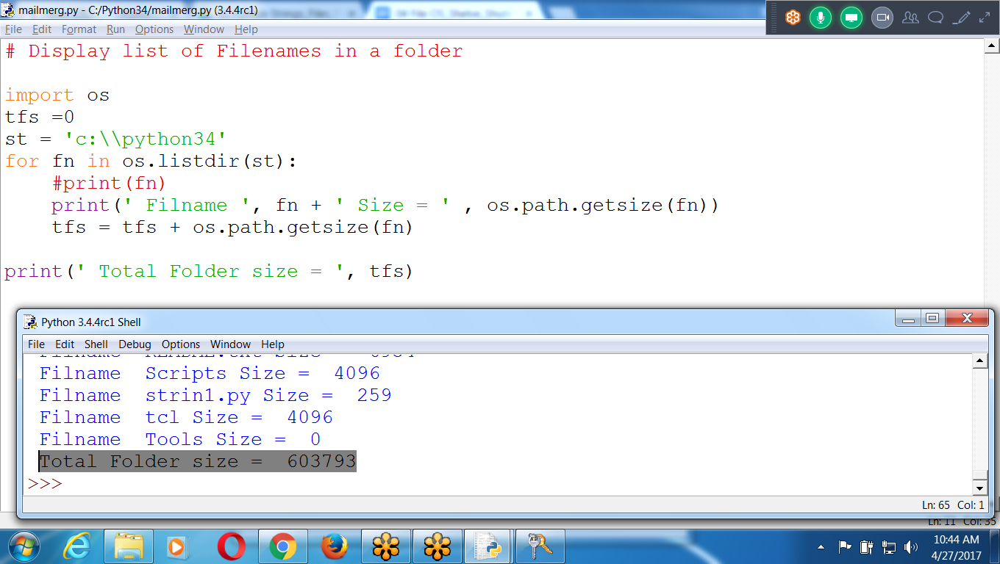 mailmerg.py - C:/Python34/mailmerg.py (3.4.4rc1)
File Edit Format Run Options Window Help
# Display list of Filenames in a folder
import os
tfs =0
st = 'c:\\python34'
for fn in os.listdir(st):
#print(fn)
print(' Filname ', fn + ' Size = ' , os.path.getsize(fn))
tfs = tfs + os.path.getsize(fn)
print(' Total Folder size = ', tfs)
Python 3.4.4rc1 Shell
File Edit Shell Debug Options Window Help
Filname Scripts Size = 4096
Filname strin1.py Size = 259
Filname tcl Size = 4096
Filname Tools Size = 0
Total Folder size = 603793
>>>
Ln: 65 Col: 1
Ln: 11 Col: 35
10:44 AM
4/27/2017